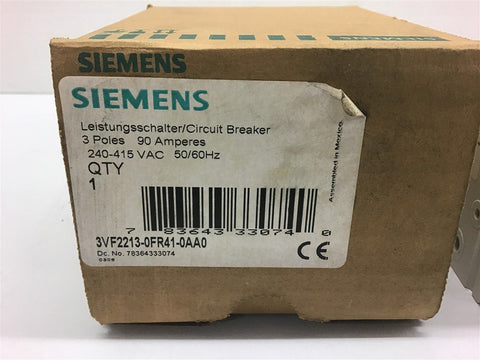 SIEMENS
SIEMENS
Leistungsschalter/Circuit Breaker
3 Poles 90 Amperes
240-415 VAC 50/60Hz
QTY
1
Assembled in Mexico
7 83643 33074 0
3VF2213-0FR41-0AA0
Dc. No. 78364333074
CE